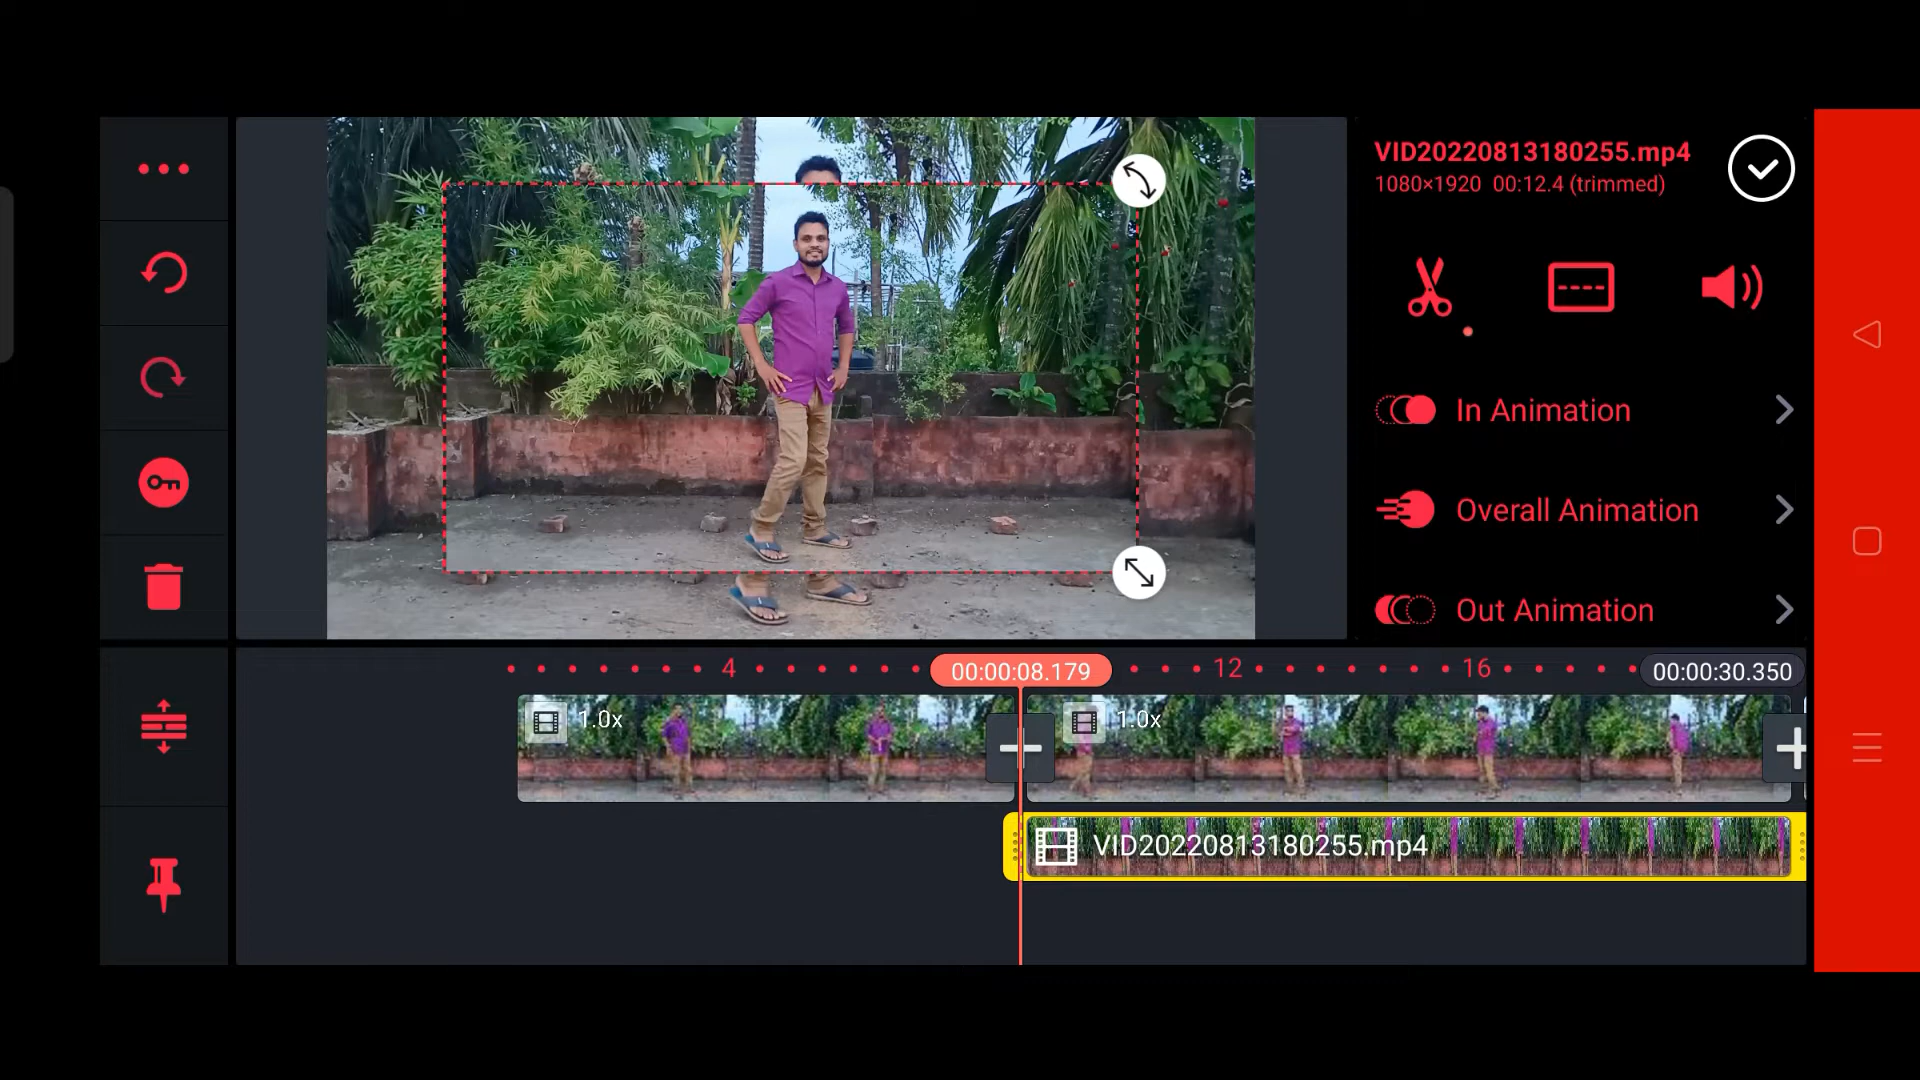 VID20220813180255.mp4
1080×1920 00:12.4 (trimmed)
In Animation
Overall Animation
Out Animation
4
00:00:08.179
12
16
00:00:30.350
1.0x
1.0x
VID20220813180255.mp4